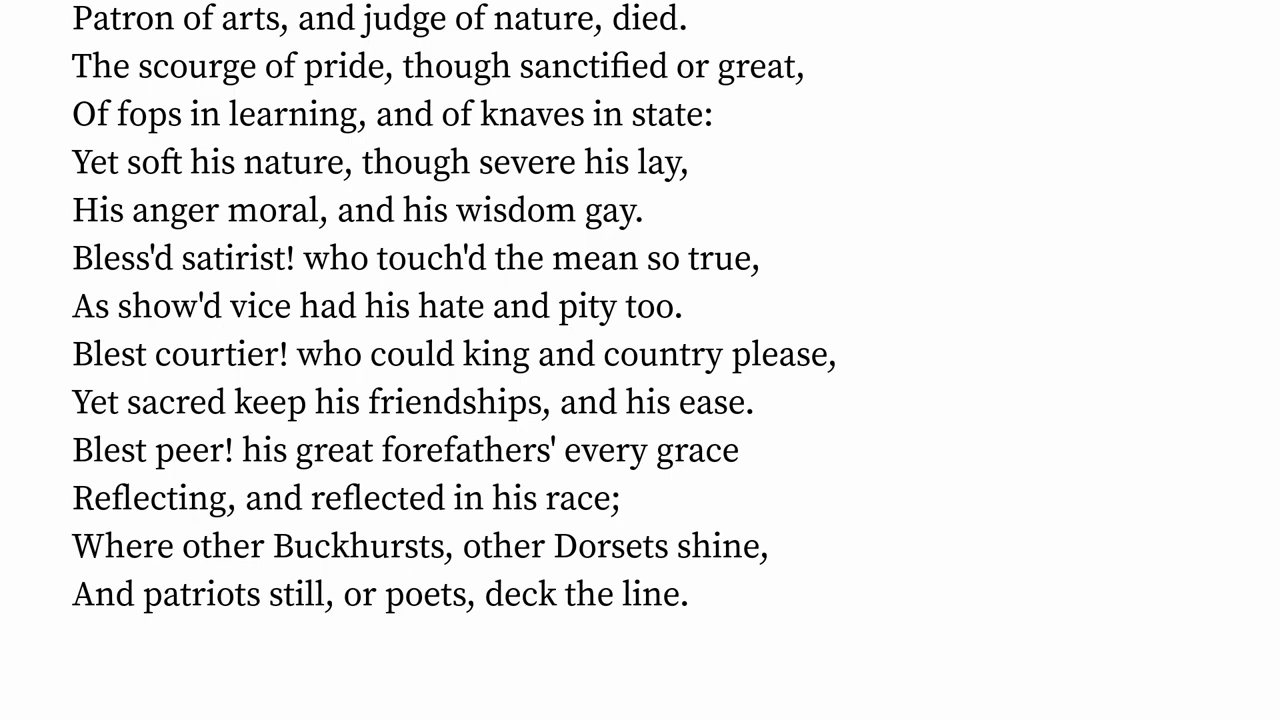 Patron of arts, and judge of nature, died.
The scourge of pride, though sanctified or great,
Of fops in learning, and of knaves in state:
Yet soft his nature, though severe his lay,
His anger moral, and his wisdom gay.
Bless'd satirist! who touch'd the mean so true,
As show'd vice had his hate and pity too.
Blest courtier! who could king and country please,
Yet sacred keep his friendships, and his ease.
Blest peer! his great forefathers' every grace
Reflecting, and reflected in his race;
Where other Buckhursts, other Dorsets shine,
And patriots still, or poets, deck the line.